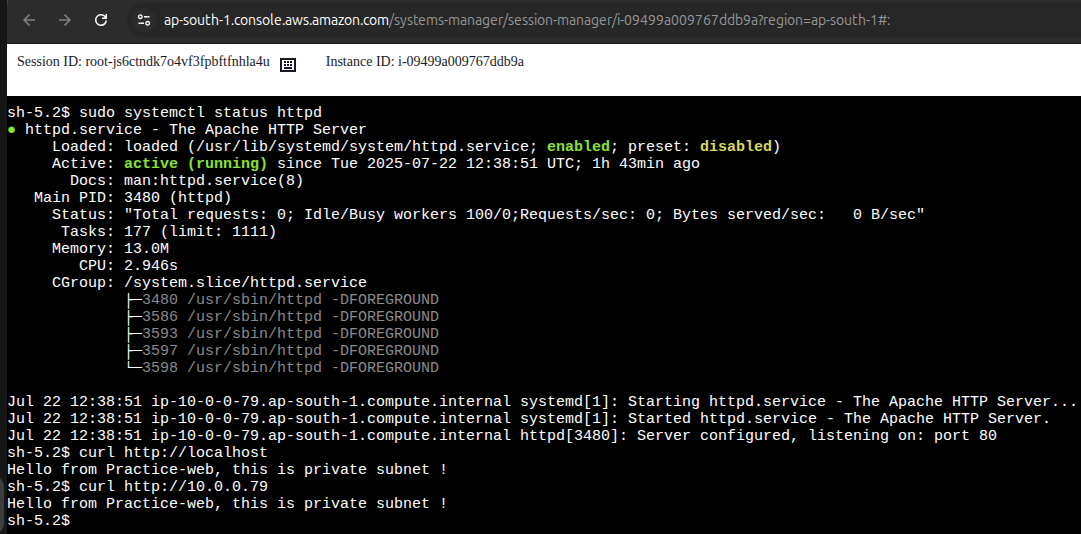 ap-south-1.console.aws.amazon.com/systems-manager/session-manager/i-09499a009767ddb9a?region=ap-south-1#:
Session ID: root-js6ctndk7o4vf3fpbftfnhla4u Instance ID: i-09499a009767ddb9a
sh-5.2$ sudo systemctl status httpd
● httpd.service - The Apache HTTP Server
     Loaded: loaded (/usr/lib/systemd/system/httpd.service; enabled; preset: disabled)
     Active: active (running) since Tue 2025-07-22 12:38:51 UTC; 1h 43min ago
       Docs: man:httpd.service(8)
   Main PID: 3480 (httpd)
     Status: "Total requests: 0; Idle/Busy workers 100/0;Requests/sec: 0; Bytes served/sec:   0 B/sec"
      Tasks: 177 (limit: 1111)
     Memory: 13.0M
        CPU: 2.946s
     CGroup: /system.slice/httpd.service
             ├─3480 /usr/sbin/httpd -DFOREGROUND
             ├─3586 /usr/sbin/httpd -DFOREGROUND
             ├─3593 /usr/sbin/httpd -DFOREGROUND
             ├─3597 /usr/sbin/httpd -DFOREGROUND
             └─3598 /usr/sbin/httpd -DFOREGROUND
Jul 22 12:38:51 ip-10-0-0-79.ap-south-1.compute.internal systemd[1]: Starting httpd.service - The Apache HTTP Server...
Jul 22 12:38:51 ip-10-0-0-79.ap-south-1.compute.internal systemd[1]: Started httpd.service - The Apache HTTP Server.
Jul 22 12:38:51 ip-10-0-0-79.ap-south-1.compute.internal httpd[3480]: Server configured, listening on: port 80
sh-5.2$ curl http://localhost
Hello from Practice-web, this is private subnet !
sh-5.2$ curl http://10.0.0.79
Hello from Practice-web, this is private subnet !
sh-5.2$